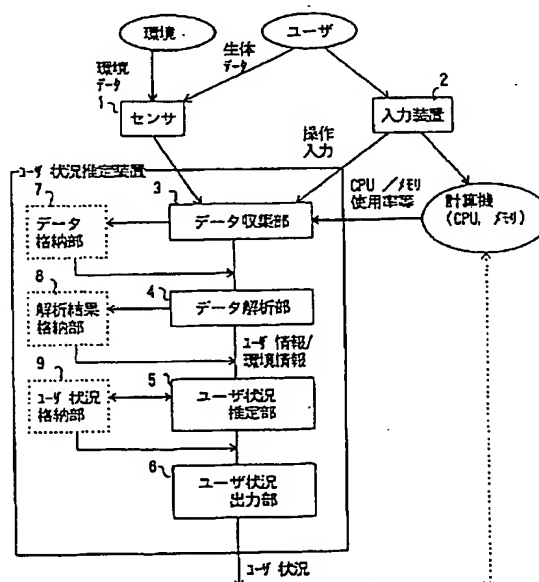 環境
ユーザ
環境
データ
生体
データ
1
センサ
2
入力装置
操作
入力
ユーザ 状況推定装置
7
データ
格納部
3
データ収集部
CPU /メモリ
使用率等
計算機
(CPU, メモリ)
8
解析結果
格納部
4
データ解析部
ユーザ 情報/
環境情報
9
ユーザ 状況
格納部
5
ユーザ状況
推定部
6
ユーザ状況
出力部
ユーザ 状況